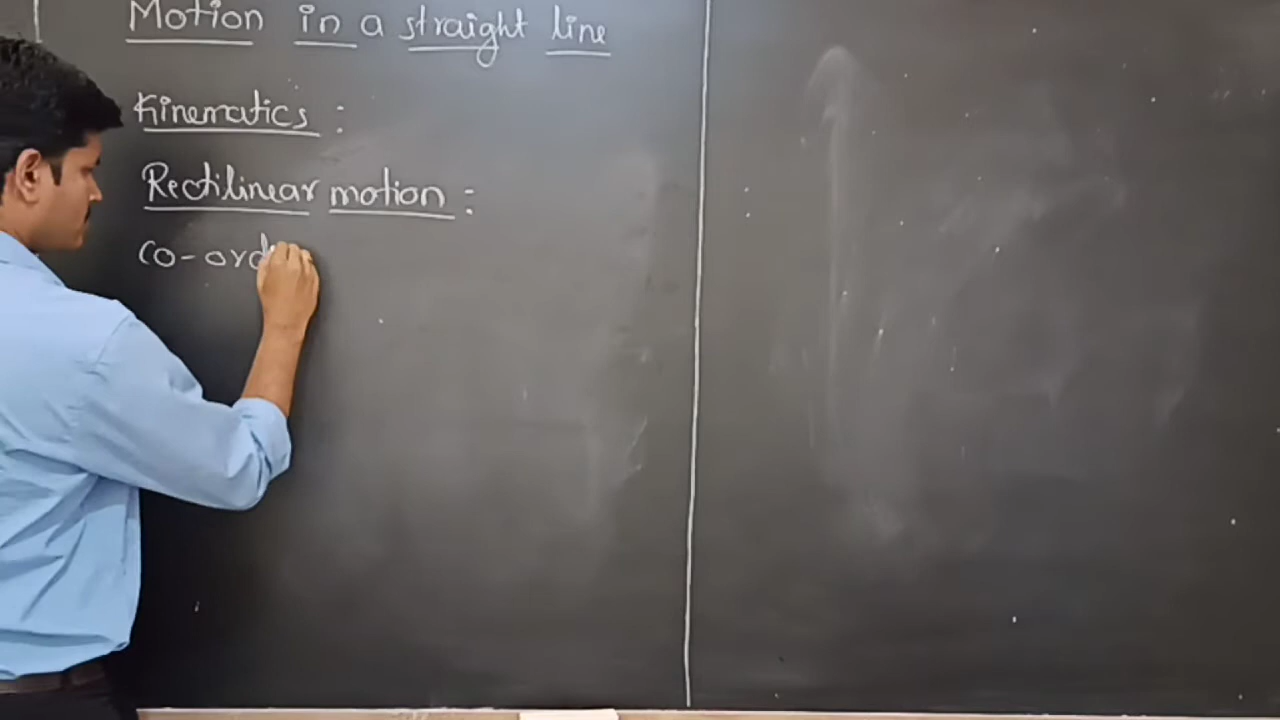 Motion in a straight line
Kinematics :
Rectilinear motion :
Co-ord